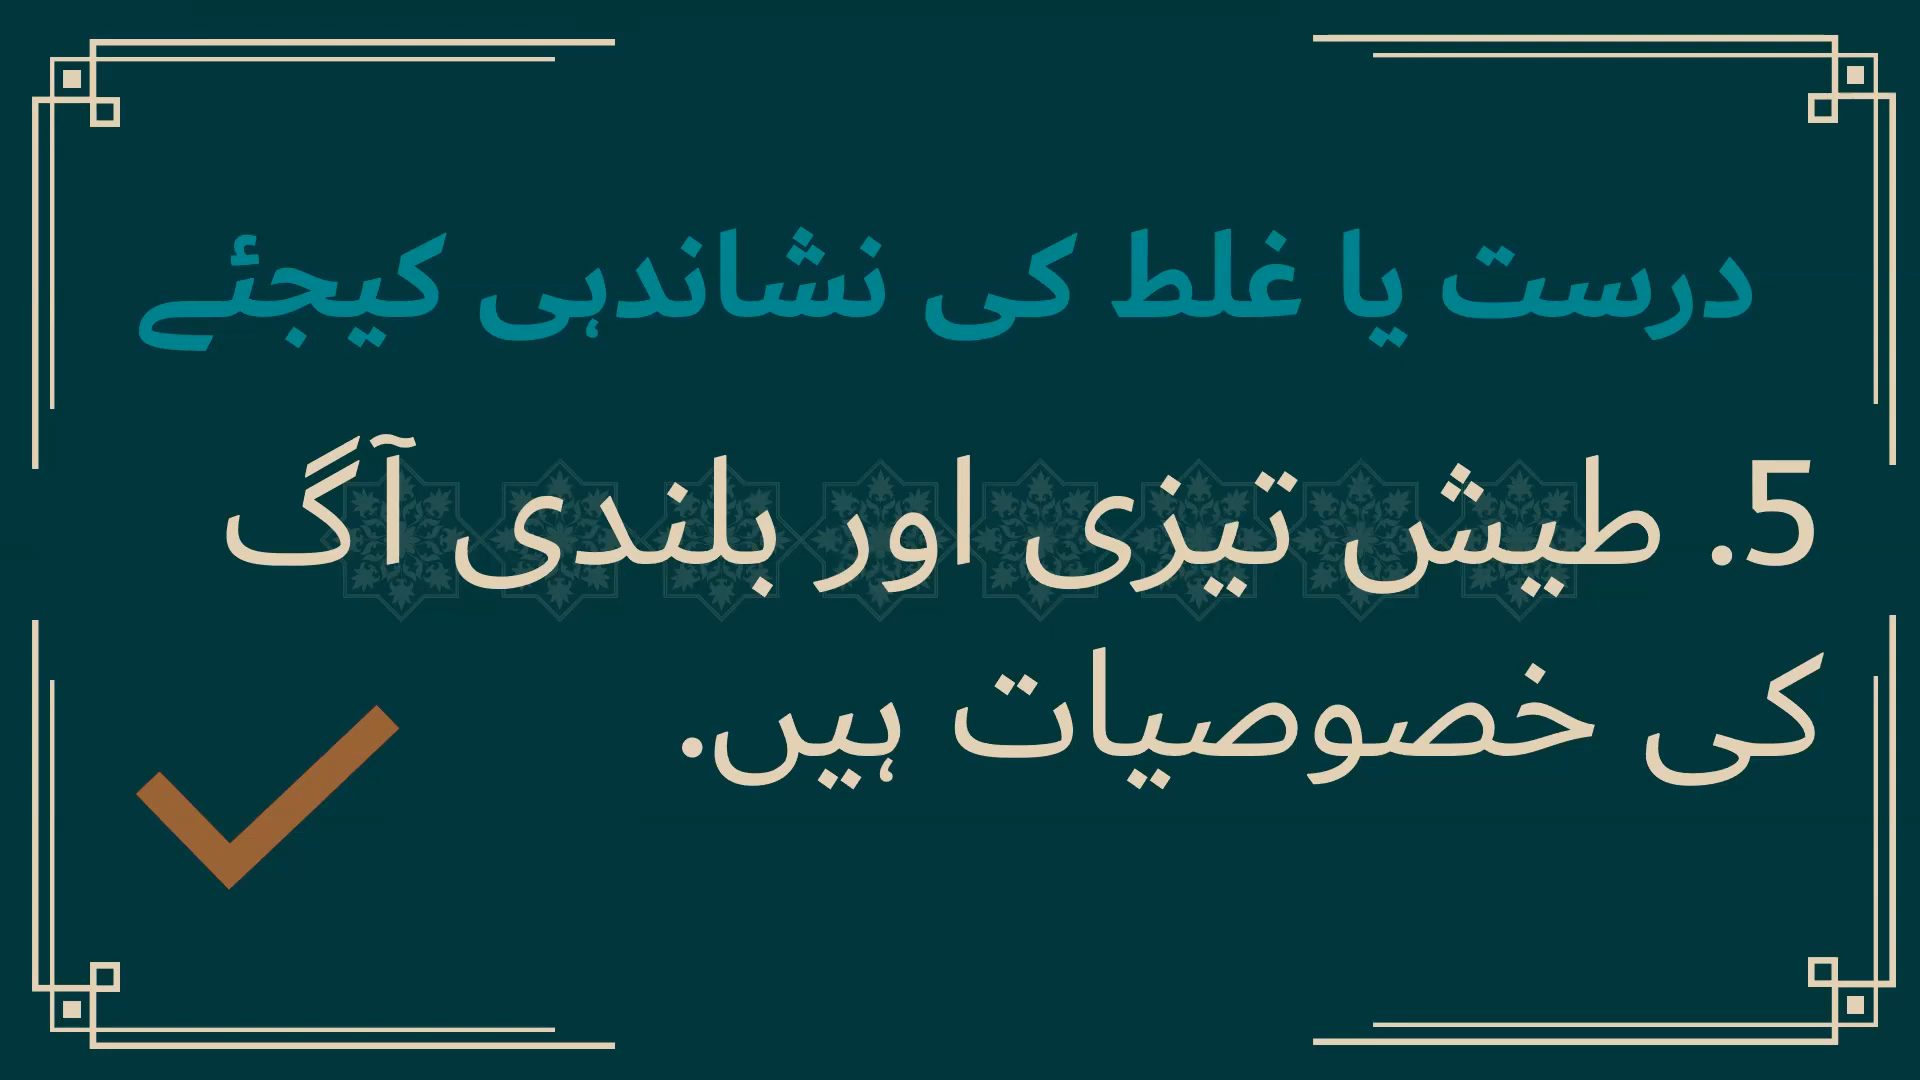 درست یا غلط کی نشاندہی کیجئے
5. طیش تیزی اور بلندی آگ
کی خصوصیات ہیں.